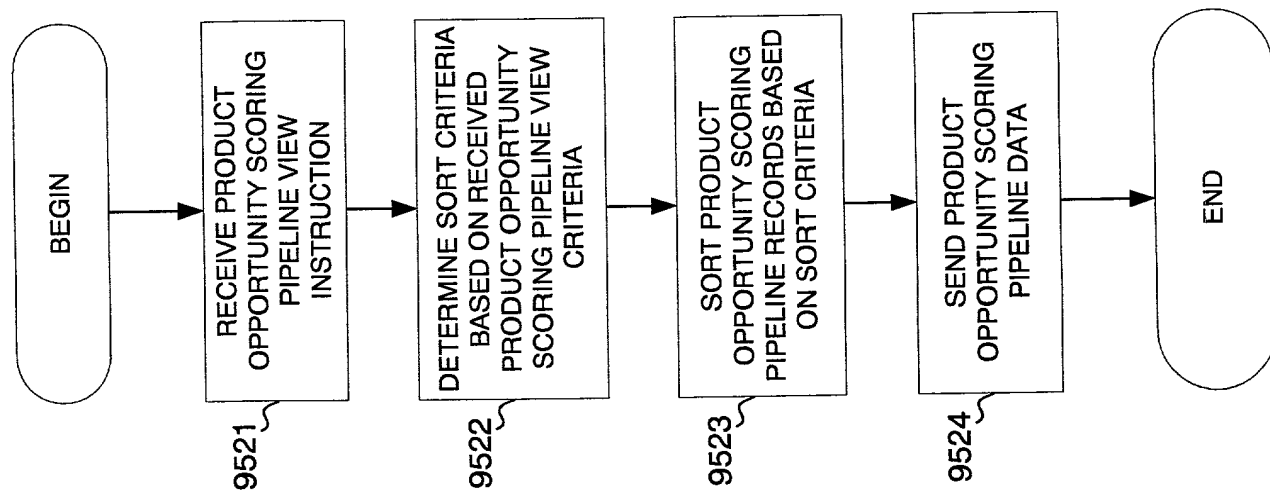 BEGIN
RECEIVE PRODUCT
OPPORTUNITY SCORING
PIPELINE VIEW
INSTRUCTION
9521
DETERMINE SORT CRITERIA
BASED ON RECEIVED
PRODUCT OPPORTUNITY
SCORING PIPELINE VIEW
CRITERIA
9522
SORT PRODUCT
OPPORTUNITY SCORING
PIPELINE RECORDS BASED
ON SORT CRITERIA
9523
SEND PRODUCT
OPPORTUNITY SCORING
PIPELINE DATA
9524
END